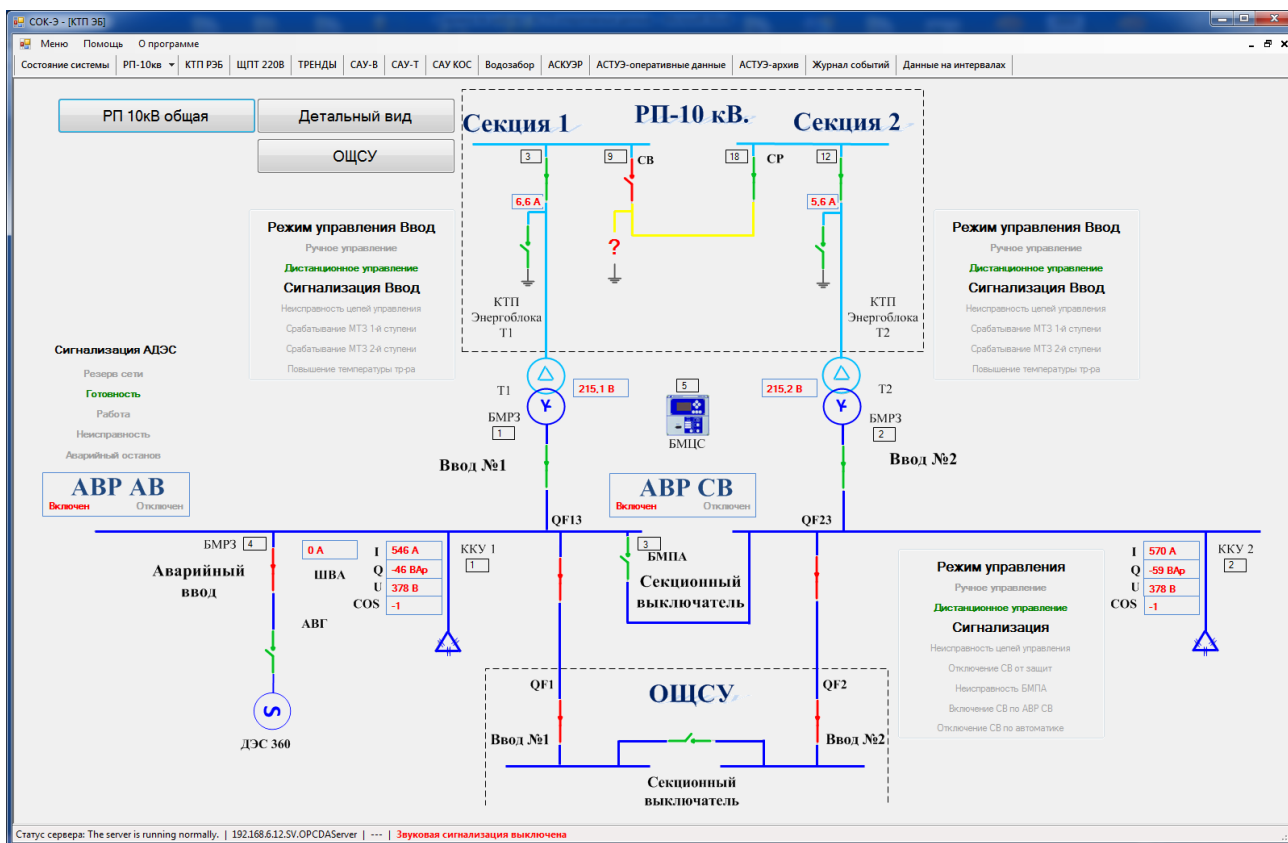 СОК-Э - [КТП ЭБ]
Меню Помощь О программе
Состояние системы РП-10кв КТП РЭБ ЩПТ 220В ТРЕНДЫ САУ-В САУ-Т САУ КОС Водозабор АСКУЭР АСТУЭ-оперативные данные АСТУЭ-архив Журнал событий Данные на интервалах
РП 10кВ общая
Детальный вид
ОЩСУ
Секция 1
РП-10 кВ.
Секция 2
3
9
СВ
18
СР
12
6,6 А
5,6 А
?
КТП
Энергоблока
Т1
КТП
Энергоблока
Т2
Режим управления Ввод
Ручное управление
Дистанционное управление
Сигнализация Ввод
Неисправность цепей управления
Срабатывание МТЗ 1-й ступени
Срабатывание МТЗ 2-й ступени
Повышение температуры тр-ра
Режим управления Ввод
Ручное управление
Дистанционное управление
Сигнализация Ввод
Неисправность цепей управления
Срабатывание МТЗ 1-й ступени
Срабатывание МТЗ 2-й ступени
Повышение температуры тр-ра
Сигнализация АДЭС
Резерв сети
Готовность
Работа
Неисправность
Аварийный останов
Т1
215,1 В
5
БМЦС
215,2 В
Т2
БМРЗ
1
БМРЗ
2
Ввод №1
Ввод №2
АВР АВ
Включен Отключен
АВР СВ
Включен Отключен
QF13
QF23
БМРЗ 4
Аварийный
ввод
0 А
ШВА
АВГ
I 546 А
Q -46 ВАр
U 378 В
COS -1
ККУ 1
1
3
БМПА
Секционный
выключатель
Режим управления
Ручное управление
Дистанционное управление
Сигнализация
Неисправность цепей управления
Отключение СВ от защит
Неисправность БМПА
Включение СВ по АВР СВ
Отключение СВ по автоматике
I 570 А
Q -59 ВАр
U 378 В
COS -1
ККУ 2
2
S
ДЭС 360
QF1
ОЩСУ
QF2
Ввод №1
Ввод №2
Секционный
выключатель
Статус сервера: The server is running normally. | 192.168.6.12.SV.OPCDAServer | --- | Звуковая сигнализация выключена